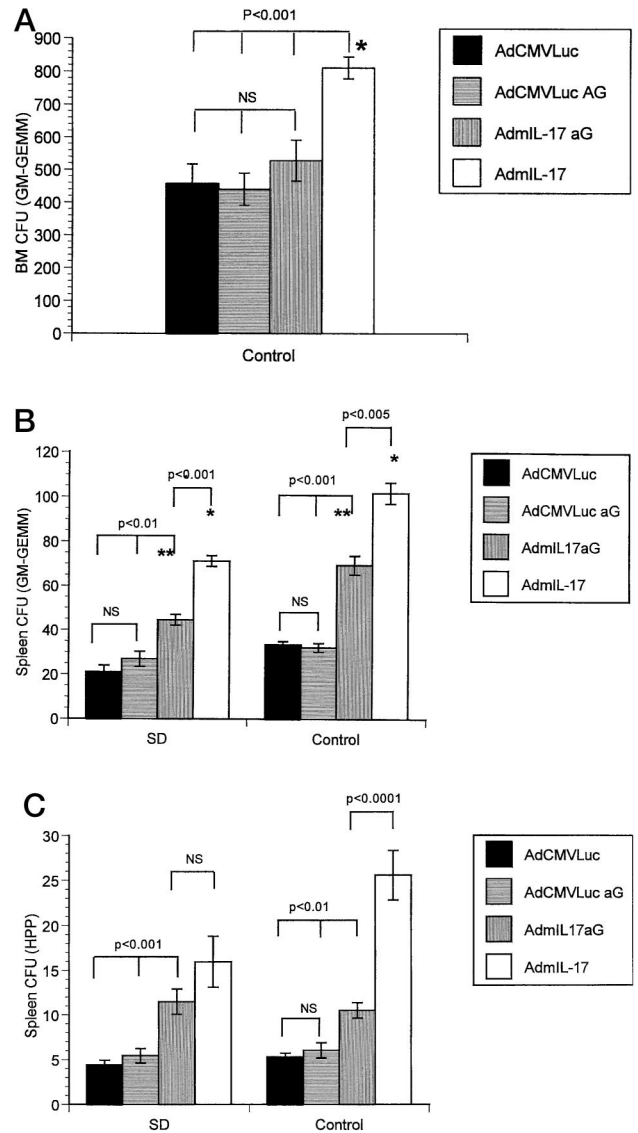 A
P<0.001
*
NS
BM CFU (GM-GEMM)
900
800
700
600
500
400
300
200
100
0
Control
AdCMVLuc
AdCMVLuc AG
AdmIL-17 aG
AdmIL-17
B
p<0.005
p<0.001
*
p<0.001
*
p<0.01
**
**
NS
NS
Spleen CFU (GM-GEMM)
120
100
80
60
40
20
0
SD
Control
AdCMVLuc
AdCMVLuc aG
AdmIL17aG
AdmIL-17
C
p<0.0001
NS
p<0.01
p<0.001
NS
Spleen CFU (HPP)
30
25
20
15
10
5
0
SD
Control
AdCMVLuc
AdCMVLuc aG
AdmIL17aG
AdmIL-17